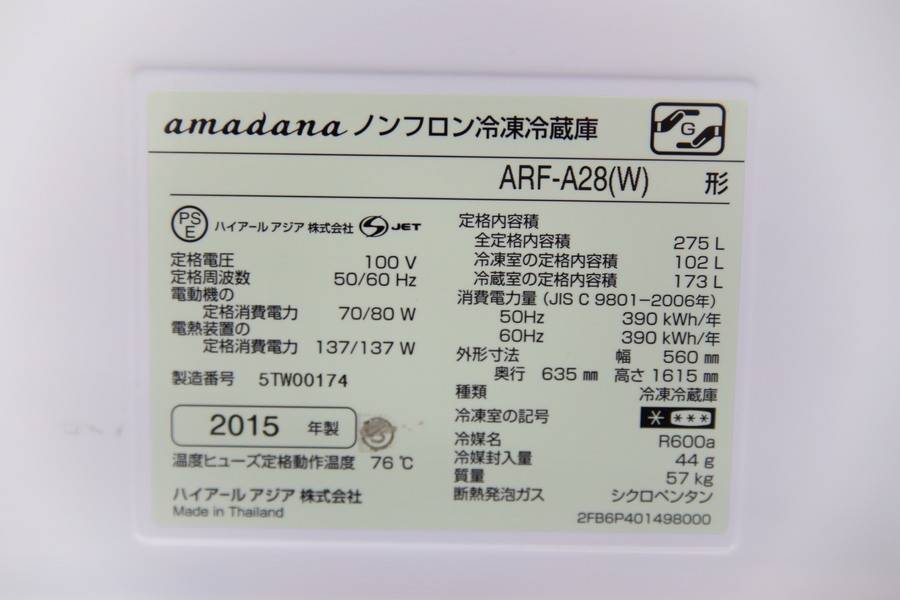 amadana ノンフロン冷凍冷蔵庫
G
ARF-A28(W) 形
PS
E
ハイアール アジア 株式会社 JET
定格電圧 100 V
定格周波数 50/60 Hz
電動機の
定格消費電力 70/80 W
電熱装置の
定格消費電力 137/137 W
製造番号 5TW00174
2015 年製
温度ヒューズ定格動作温度 76 ℃
ハイアール アジア 株式会社
Made in Thailand
定格内容積
全定格内容積 275 L
冷凍室の定格内容積 102 L
冷蔵室の定格内容積 173 L
消費電力量 (JIS C 9801−2006年)
50Hz 390 kWh/年
60Hz 390 kWh/年
外形寸法 幅 560 ㎜
奥行 635 ㎜ 高さ 1615 ㎜
種類 冷凍冷蔵庫
冷凍室の記号 * ***
冷媒名 R600a
冷媒封入量 44 g
質量 57 kg
断熱発泡ガス シクロペンタン
2FB6P401498000